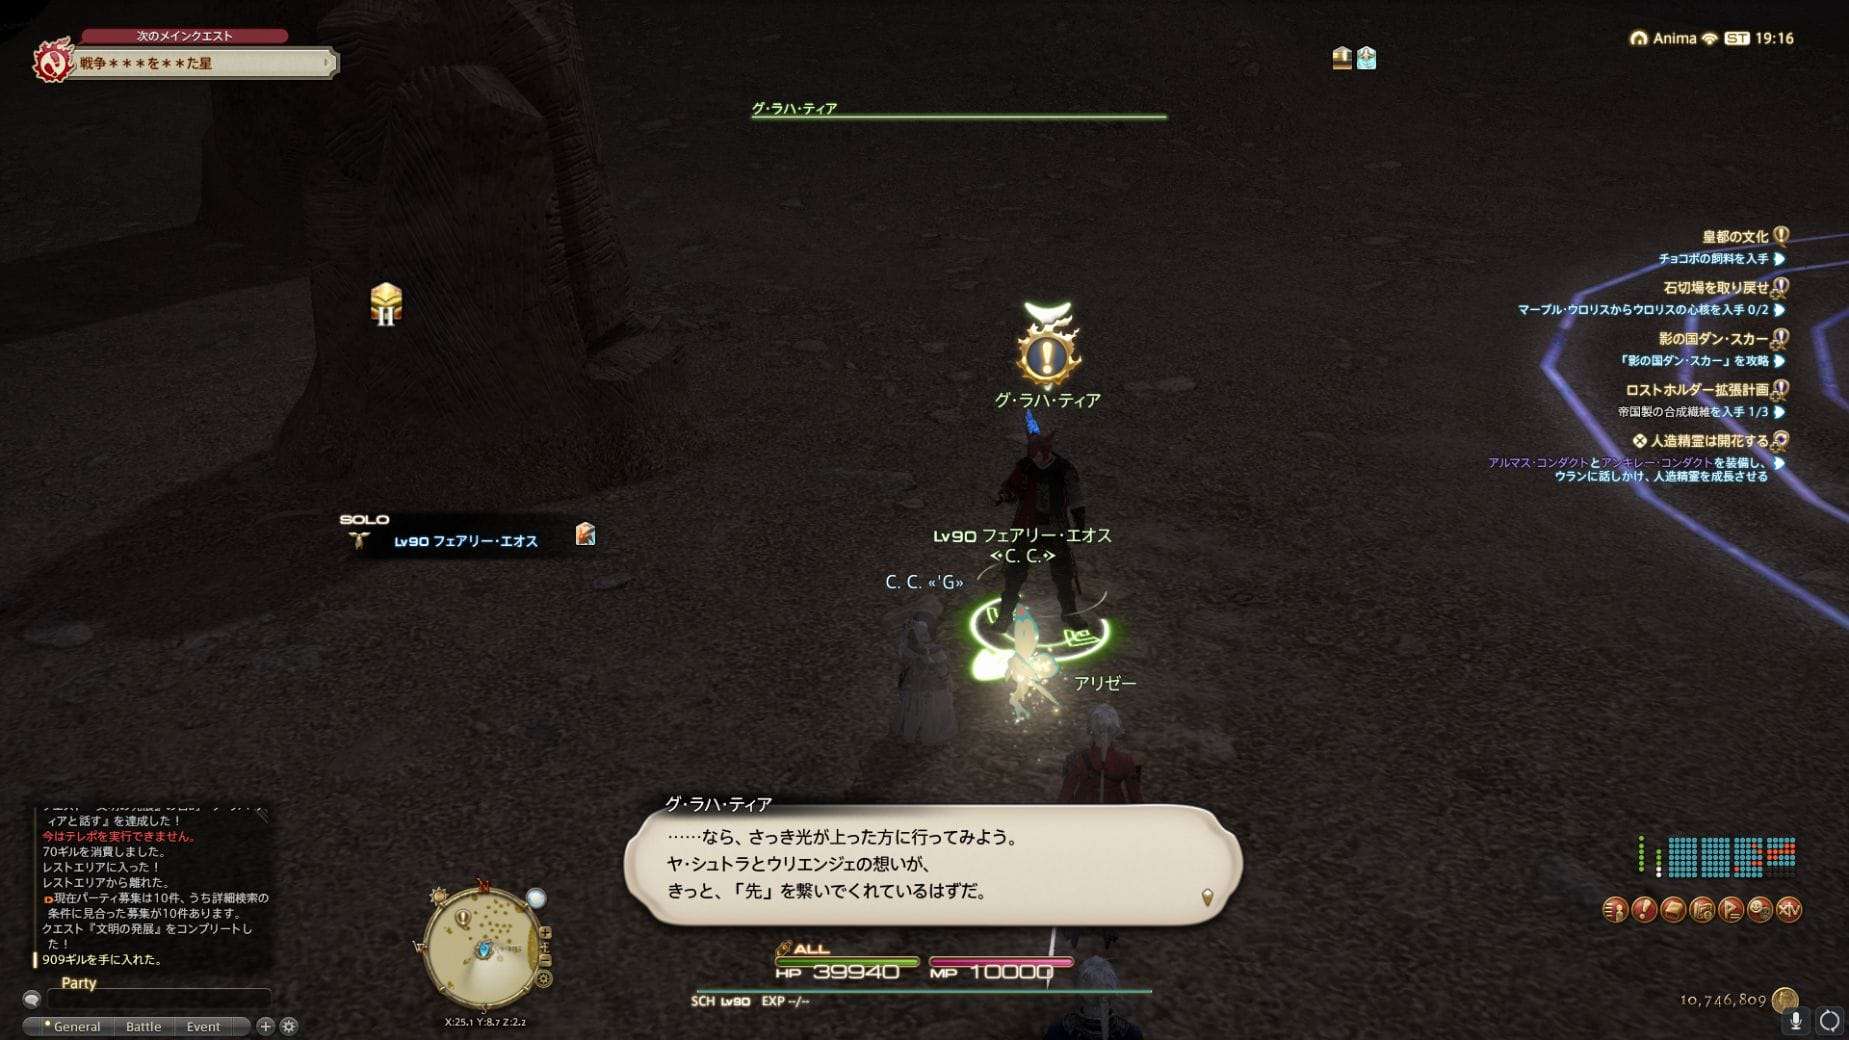 次のメインクエスト
戦争＊＊＊を＊＊た星
Anima ST 19:16
グ・ラハ・ティア
皇都の文化
チョコボの飼料を入手
石切場を取り戻せ
マーブル・ウロリスからウロリスの心核を入手 0/2
影の国ダン・スカー
「影の国ダン・スカー」を攻略
ロストホルダー拡張計画
帝国製の合成繊維を入手 1/3
人造精霊は開花する
アルマス・コンダクトとアンキレー・コンダクトを装備し、
ウランに話しかけ、人造精霊を成長させる
H
グ・ラハ・ティア
SOLO
Lv90 フェアリー・エオス
Lv90 フェアリー・エオス
<C. C.>
C. C. «'G»
アリゼー
グ・ラハ・ティア
……なら、さっき光が上った方に行ってみよう。
ヤ・シュトラとウリエンジェの想いが、
きっと、「先」を繋いでくれているはずだ。
ィアと話す』を達成した！
今はテレポを実行できません。
70ギルを消費しました。
レストエリアに入った！
レストエリアから離れた。
現在パーティ募集は10件、うち詳細検索の
条件に見合った募集が10件あります。
クエスト『文明の発展』をコンプリートし
た！
909ギルを手に入れた。
Party
General Battle Event
X:25.1 Y:8.7 Z:2.2
ALL
HP 39940 MP 10000
SCH Lv90 EXP --/--
XIV
10,746,809